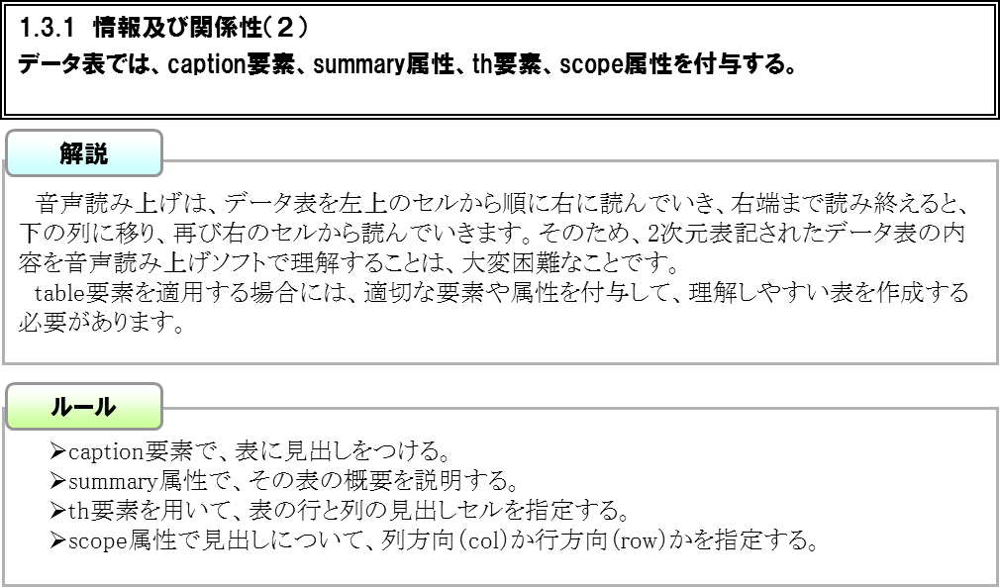 1.3.1 情報及び関係性(2)
データ表では、caption要素、summary属性、th要素、scope属性を付与する。
解説
音声読み上げは、データ表を左上のセルから順に右に読んでいき、右端まで読み終えると、
下の列に移り、再び右のセルから読んでいきます。そのため、2次元表記されたデータ表の内
容を音声読み上げソフトで理解することは、大変困難なことです。
table要素を適用する場合には、適切な要素や属性を付与して、理解しやすい表を作成する
必要があります。
ルール
➢caption要素で、表に見出しをつける。
➢summary属性で、その表の概要を説明する。
➢th要素を用いて、表の行と列の見出しセルを指定する。
➢scope属性で見出しについて、列方向(col)か行方向(row)かを指定する。